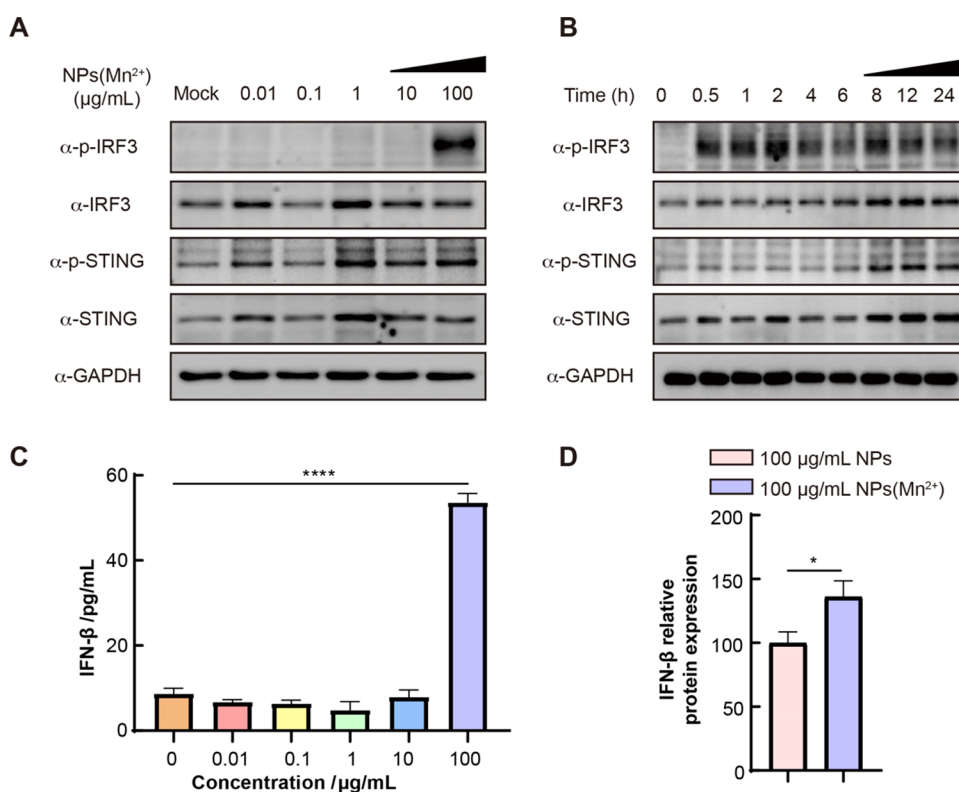 A
NPs(Mn²⁺)
(μg/mL)
Mock 0.01 0.1 1 10 100
α-p-IRF3
α-IRF3
α-p-STING
α-STING
α-GAPDH
B
Time (h) 0 0.5 1 2 4 6 8 12 24
α-p-IRF3
α-IRF3
α-p-STING
α-STING
α-GAPDH
C
****
IFN-β /pg/mL
60
40
20
0
0 0.01 0.1 1 10 100
Concentration /μg/mL
D
100 μg/mL NPs
100 μg/mL NPs(Mn²⁺)
*
IFN-β relative
protein expression
200
150
100
50
0